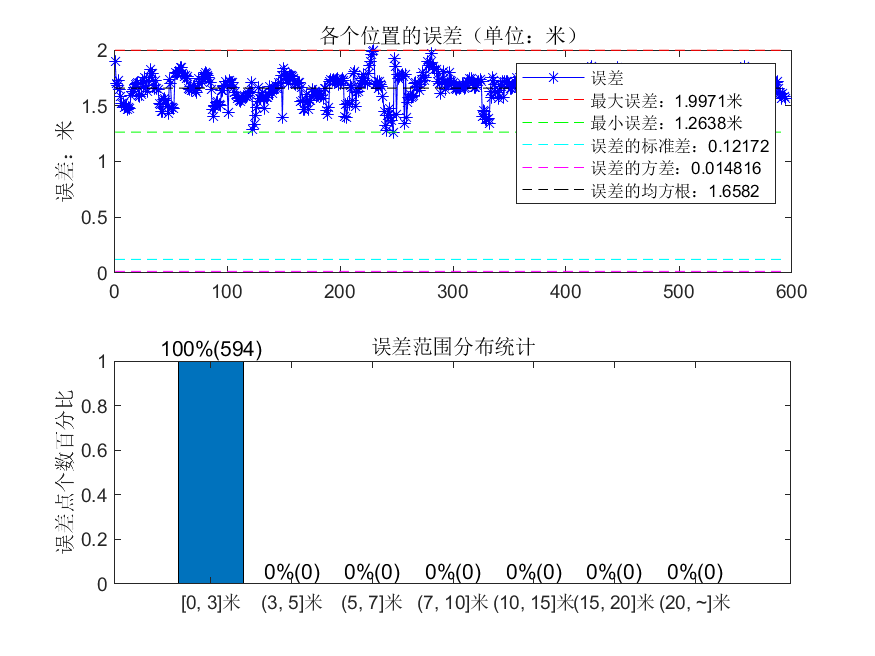 各个位置的误差（单位：米）
误差：米
2
1.5
1
0.5
0
0
100
200
300
400
500
600
误差
最大误差：1.9971米
最小误差：1.2638米
误差的标准差：0.12172
误差的方差：0.014816
误差的均方根：1.6582
误差范围分布统计
误差点个数百分比
1
0.8
0.6
0.4
0.2
0
100%(594)
0%(0)
0%(0)
0%(0)
0%(0)
0%(0)
0%(0)
[0, 3]米
(3, 5]米
(5, 7]米
(7, 10]米
(10, 15]米
(15, 20]米
(20, ~]米